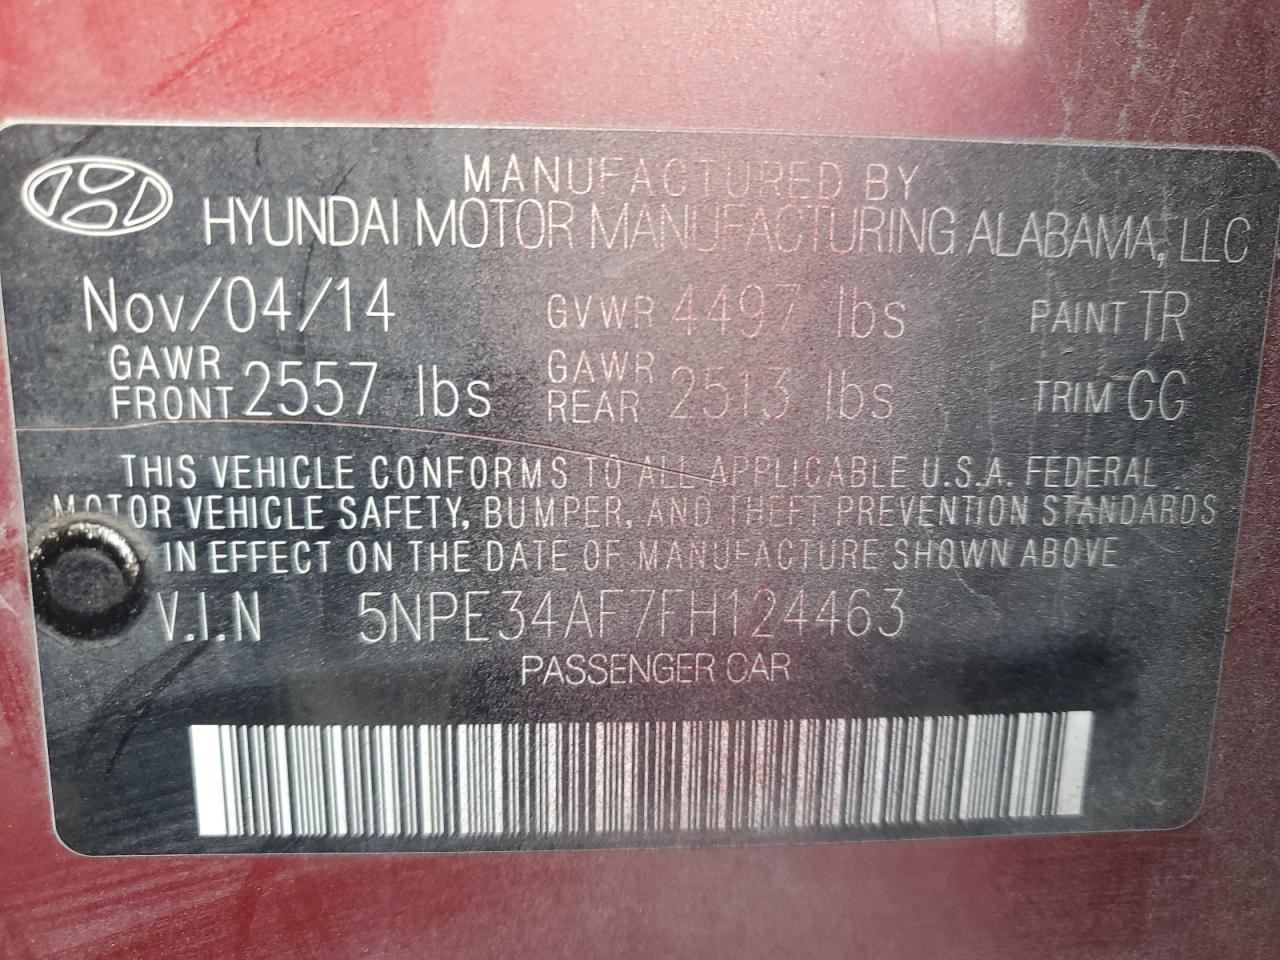 MANUFACTURED BY
HYUNDAI MOTOR MANUFACTURING ALABAMA, LLC
Nov/04/14 GVWR 4497 lbs PAINT TR
GAWR FRONT 2557 lbs GAWR REAR 2513 lbs TRIM GG
THIS VEHICLE CONFORMS TO ALL APPLICABLE U.S.A. FEDERAL
MOTOR VEHICLE SAFETY, BUMPER, AND THEFT PREVENTION STANDARDS
IN EFFECT ON THE DATE OF MANUFACTURE SHOWN ABOVE
V.I.N 5NPE34AF7FH124463
PASSENGER CAR